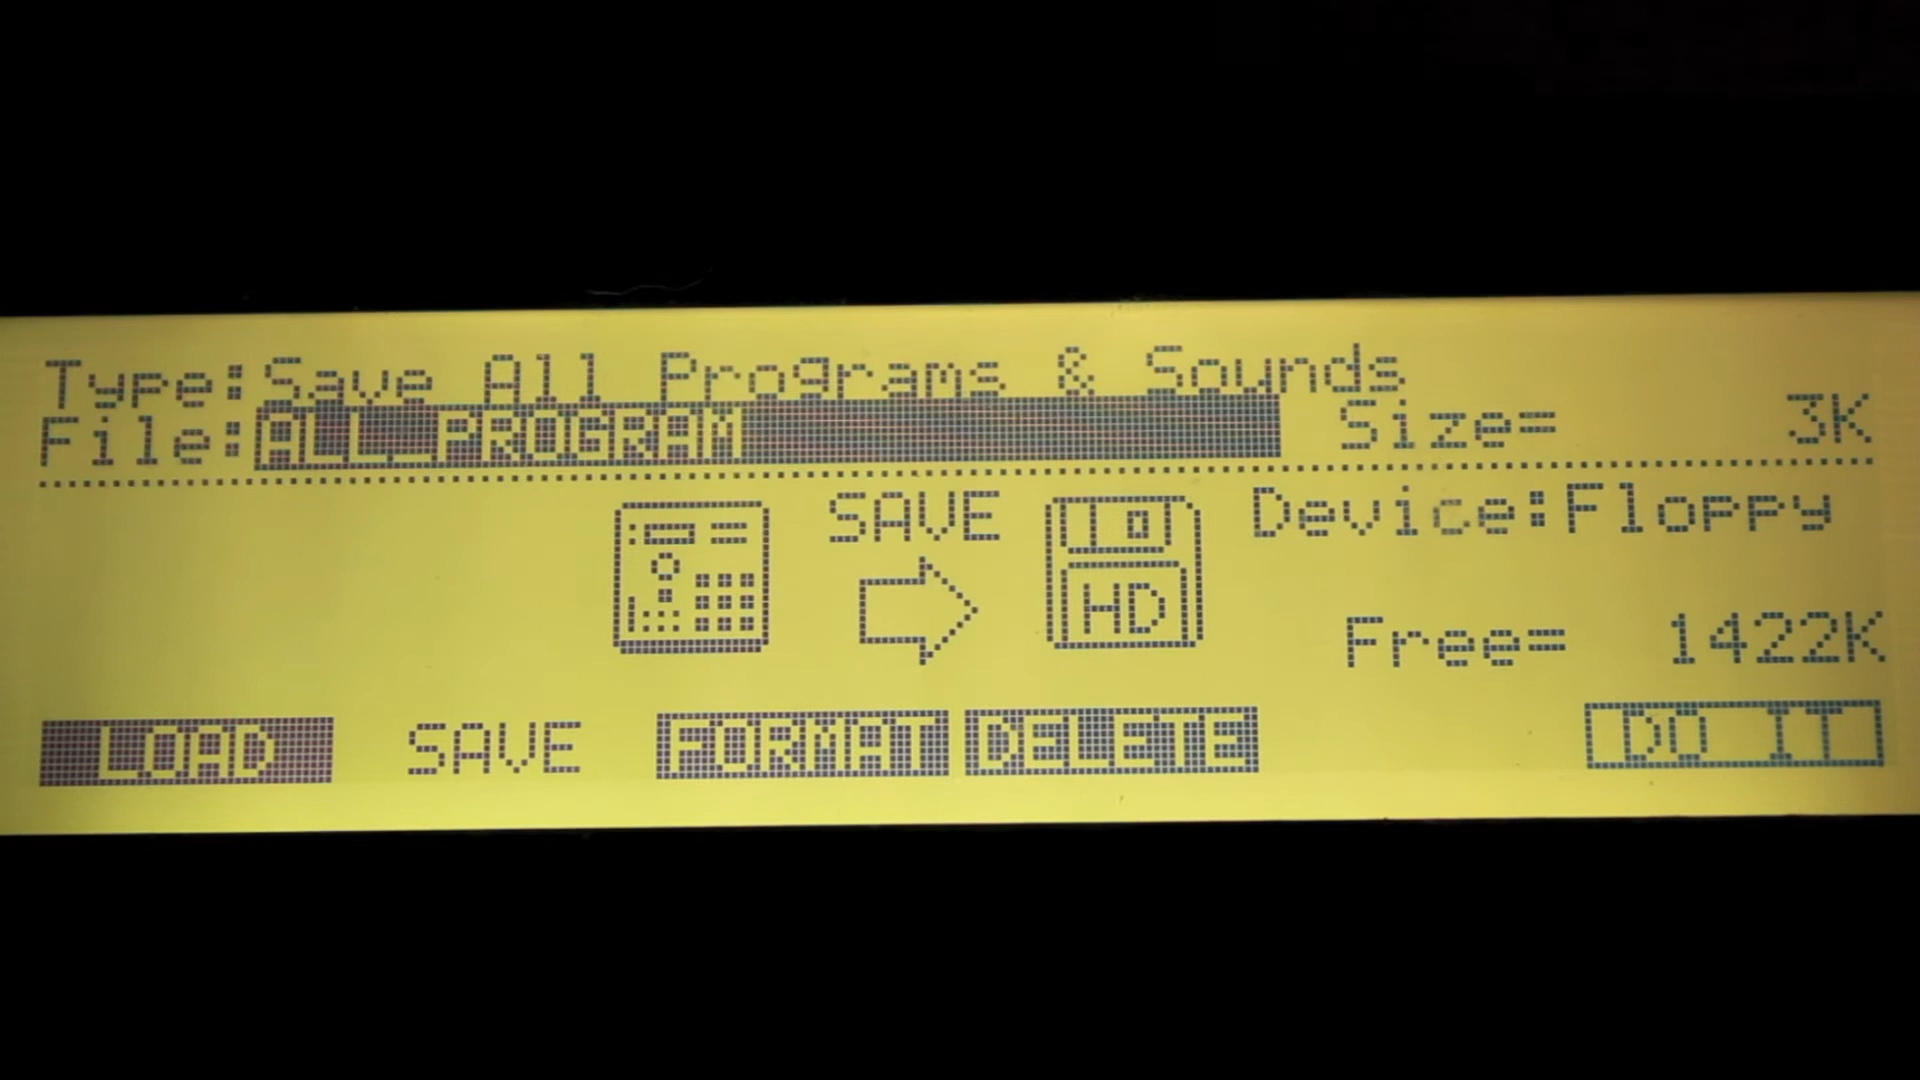 Type:Save All Programs & Sounds
File:ALL_PROGRAM Size= 3K
SAVE Device:Floppy
HD
Free= 1422K
LOAD SAVE FORMAT DELETE DO IT